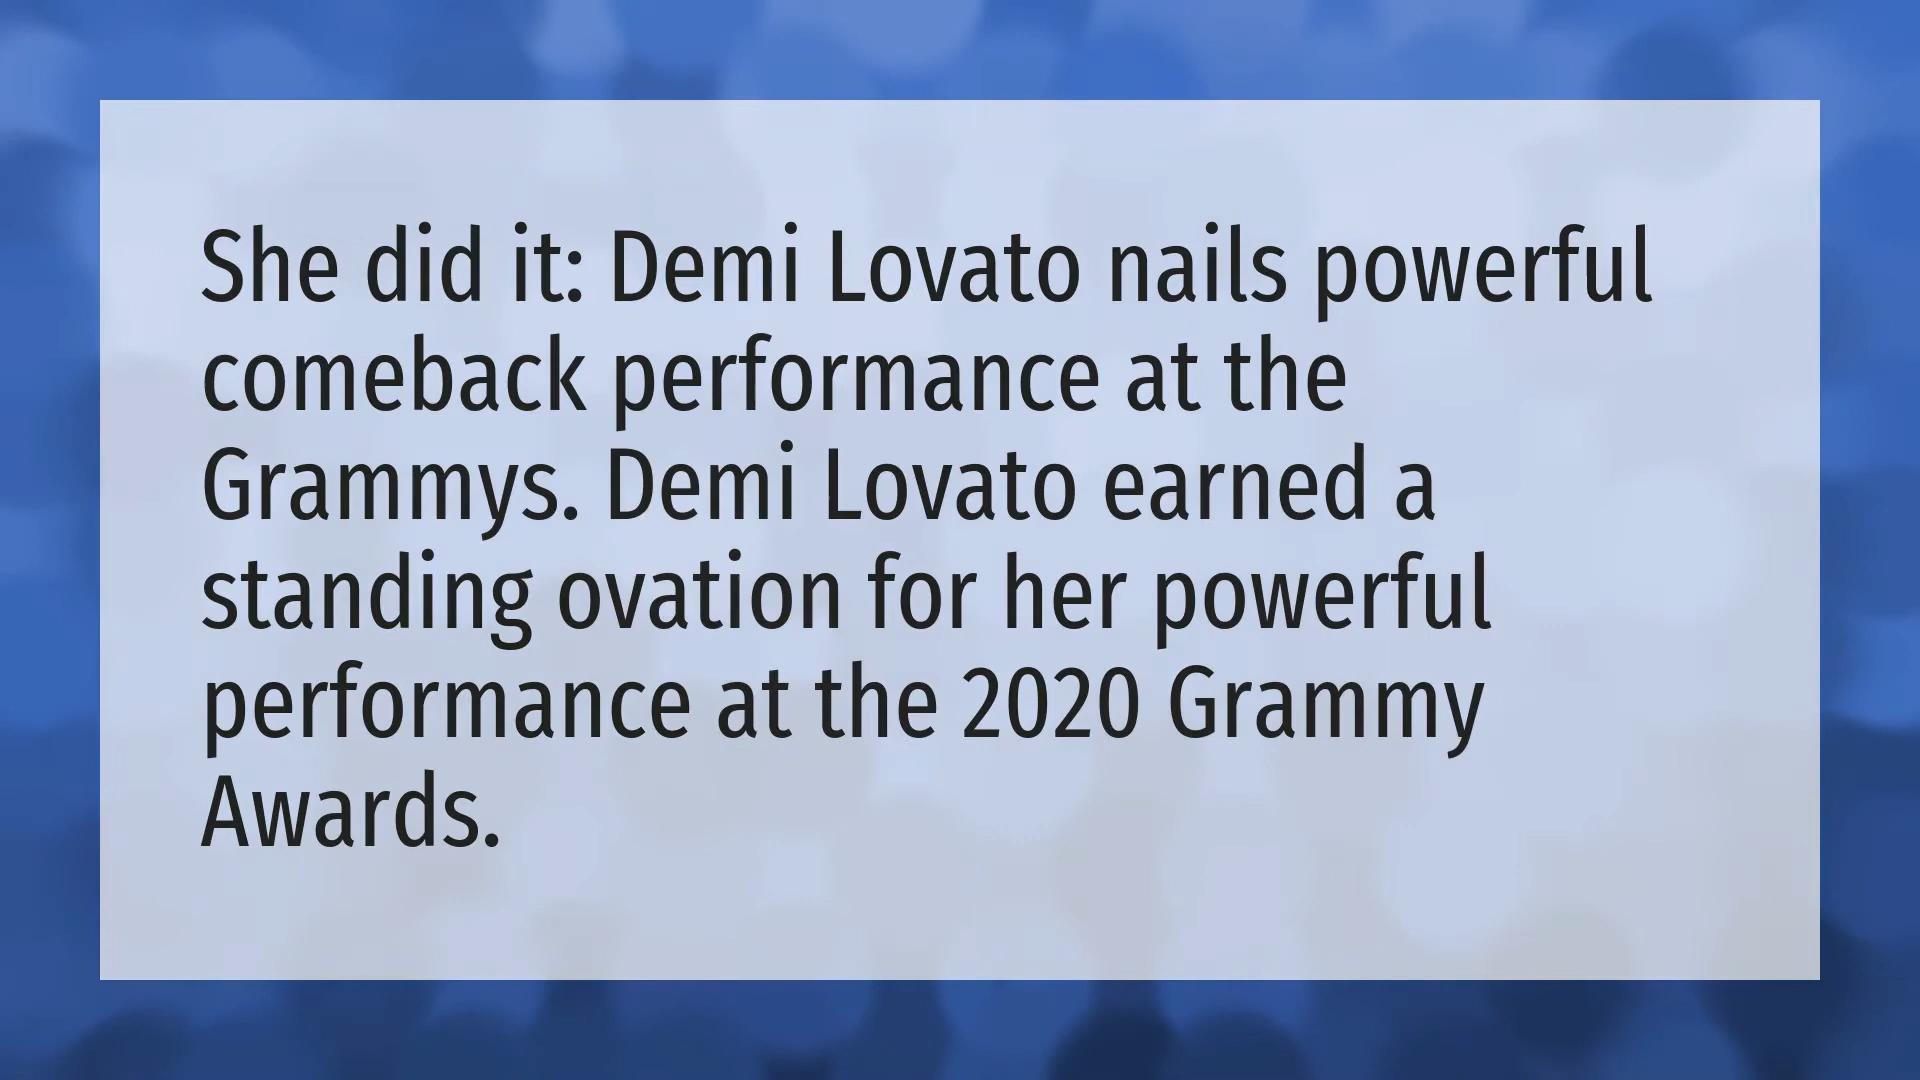 She did it: Demi Lovato nails powerful
comeback performance at the
Grammys. Demi Lovato earned a
standing ovation for her powerful
performance at the 2020 Grammy
Awards.